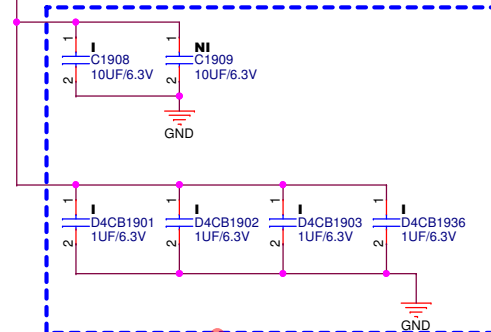 1
I
C1908
2
10UF/6.3V
1
NI
C1909
2
10UF/6.3V
GND
1
I
D4CB1901
2
1UF/6.3V
1
I
D4CB1902
2
1UF/6.3V
1
I
D4CB1903
2
1UF/6.3V
1
I
D4CB1936
2
1UF/6.3V
GND